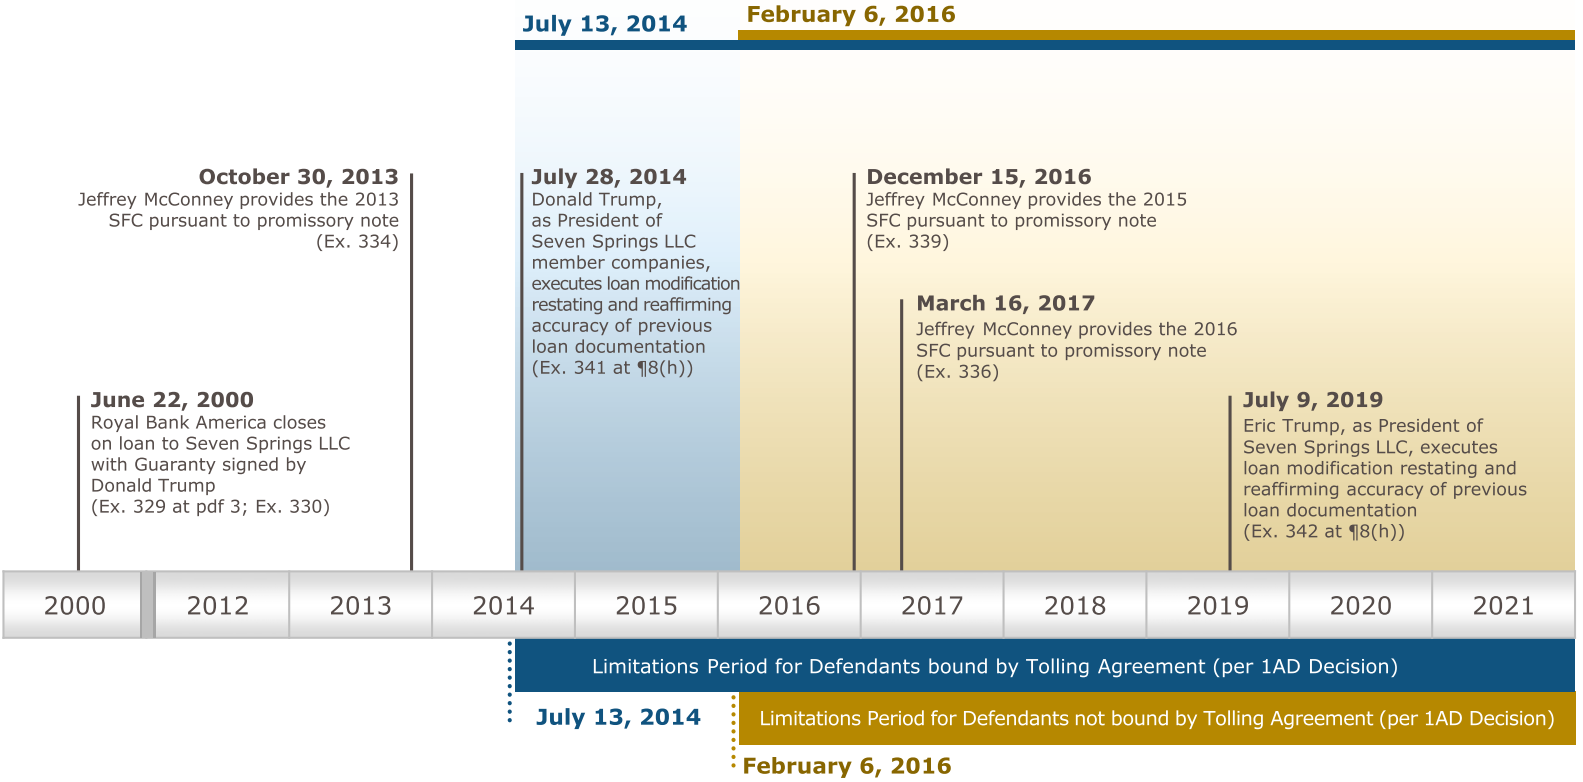 July 13, 2014
February 6, 2016
October 30, 2013
Jeffrey McConney provides the 2013
SFC pursuant to promissory note
(Ex. 334)
July 28, 2014
Donald Trump,
as President of
Seven Springs LLC
member companies,
executes loan modification
restating and reaffirming
accuracy of previous
loan documentation
(Ex. 341 at ¶8(h))
December 15, 2016
Jeffrey McConney provides the 2015
SFC pursuant to promissory note
(Ex. 339)
March 16, 2017
Jeffrey McConney provides the 2016
SFC pursuant to promissory note
(Ex. 336)
June 22, 2000
Royal Bank America closes
on loan to Seven Springs LLC
with Guaranty signed by
Donald Trump
(Ex. 329 at pdf 3; Ex. 330)
July 9, 2019
Eric Trump, as President of
Seven Springs LLC, executes
loan modification restating and
reaffirming accuracy of previous
loan documentation
(Ex. 342 at ¶8(h))
2000 2012 2013 2014 2015 2016 2017 2018 2019 2020 2021
Limitations Period for Defendants bound by Tolling Agreement (per 1AD Decision)
July 13, 2014
Limitations Period for Defendants not bound by Tolling Agreement (per 1AD Decision)
February 6, 2016